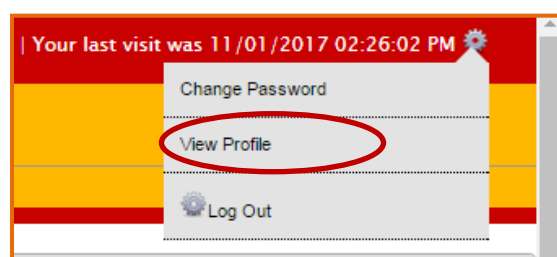 | Your last visit was 11/01/2017 02:26:02 PM
Change Password
View Profile
Log Out